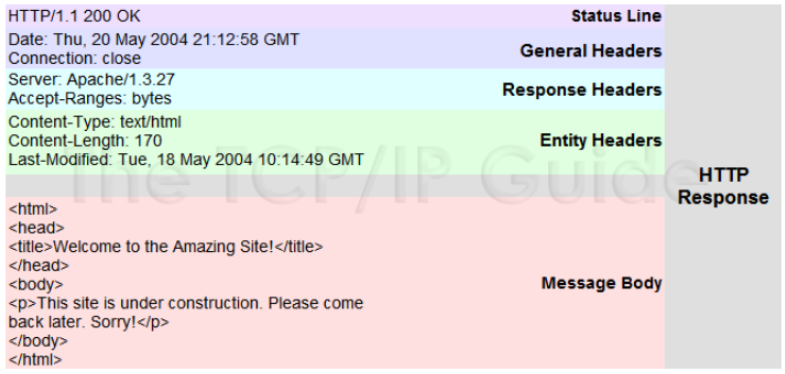 HTTP/1.1 200 OK Status Line
Date: Thu, 20 May 2004 21:12:58 GMT
Connection: close
General Headers
Server: Apache/1.3.27
Accept-Ranges: bytes
Response Headers
Content-Type: text/html
Content-Length: 170
Last-Modified: Tue, 18 May 2004 10:14:49 GMT
Entity Headers
The TCP/IP Guide
HTTP
Response
<html>
<head>
<title>Welcome to the Amazing Site!</title>
</head>
<body>
<p>This site is under construction. Please come
back later. Sorry!</p>
</body>
</html>
Message Body